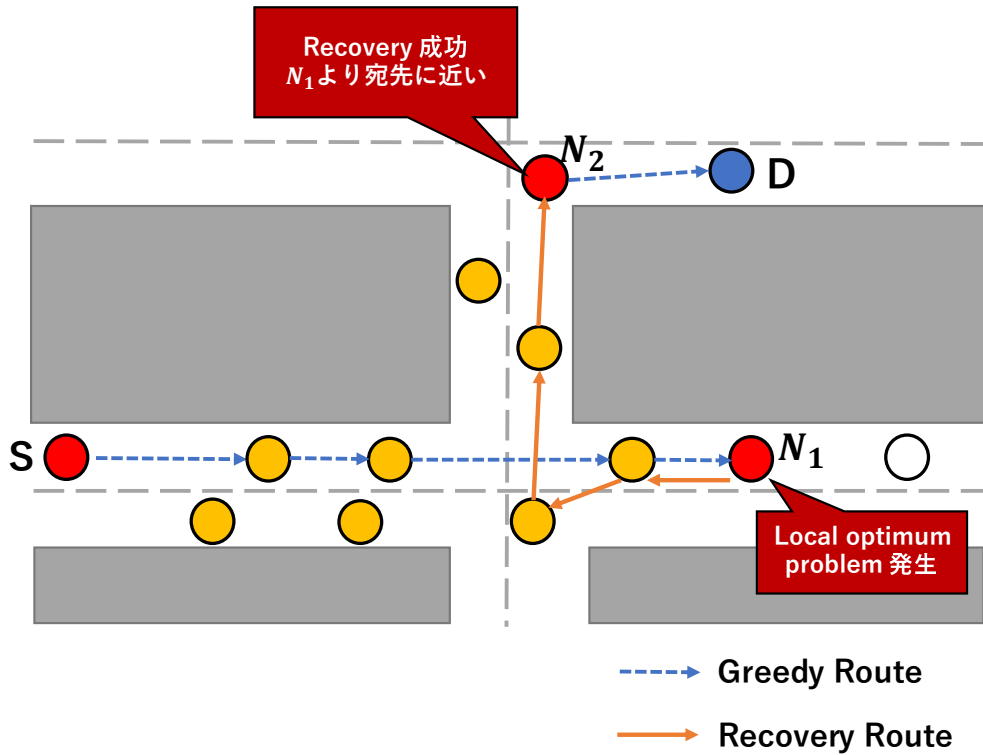 Recovery 成功
N₁より宛先に近い
N₂
D
S
N₁
Local optimum
problem 発生
Greedy Route
Recovery Route